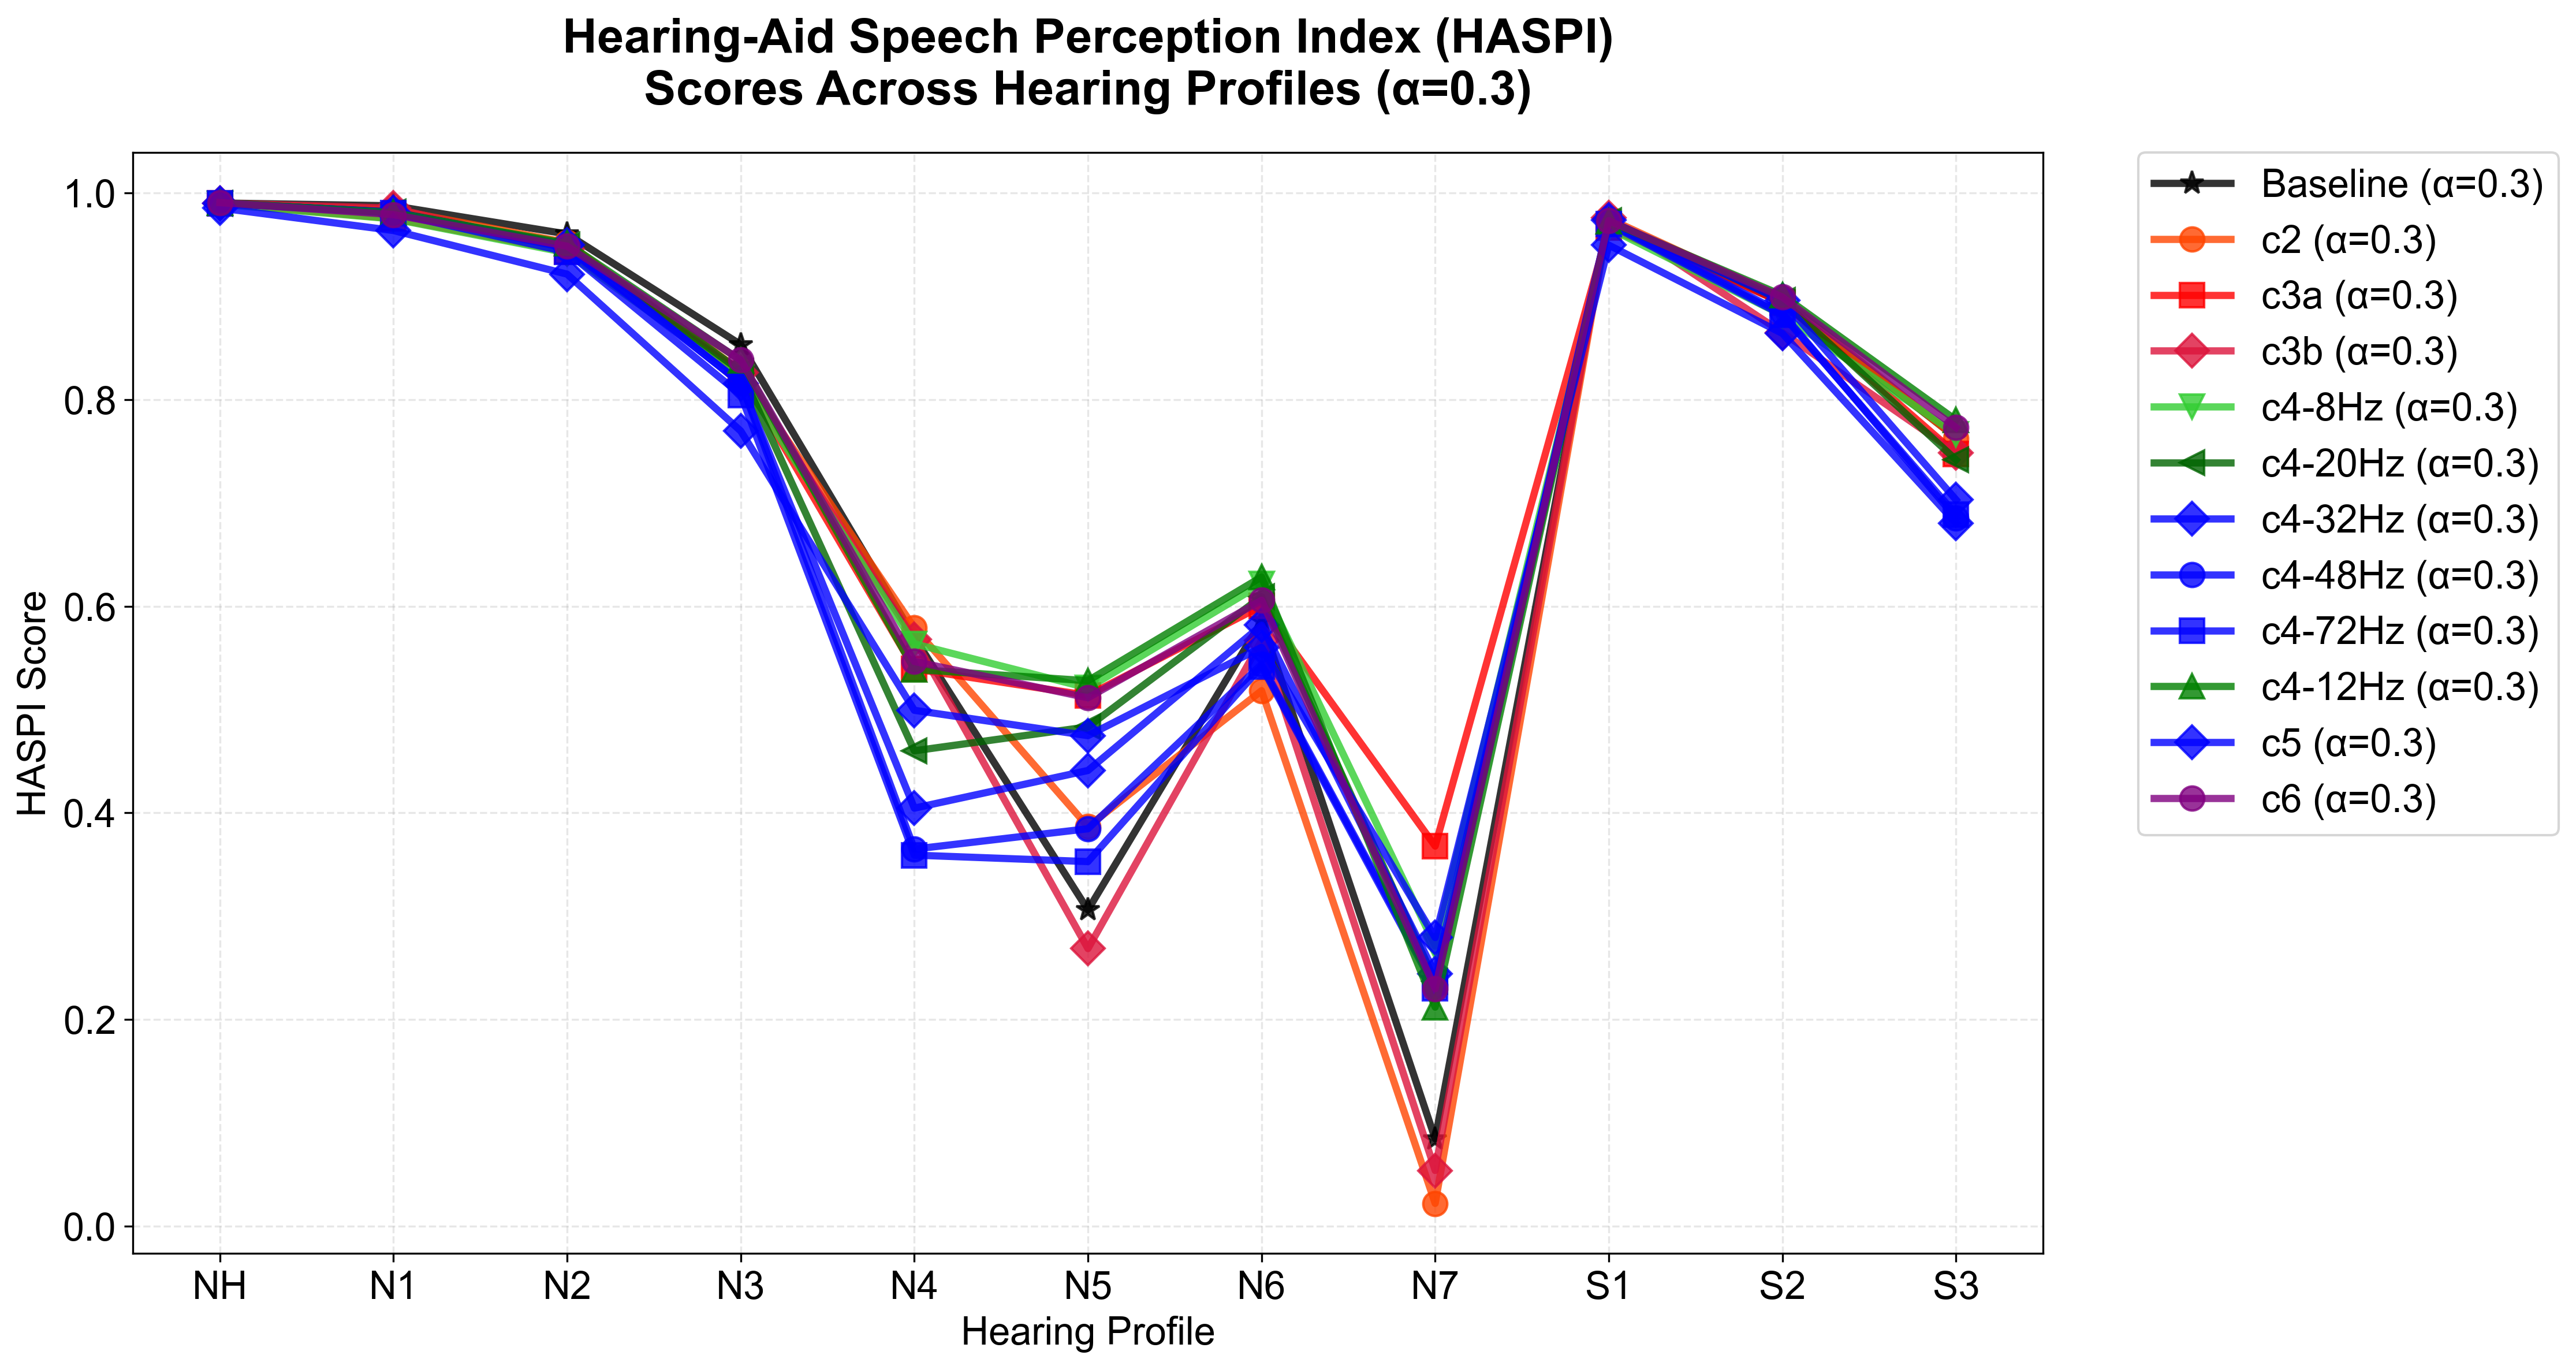 Hearing-Aid Speech Perception Index (HASPI)
Scores Across Hearing Profiles (α=0.3)
HASPI Score
1.0
0.8
0.6
0.4
0.2
0.0
NH N1 N2 N3 N4 N5 N6 N7 S1 S2 S3
Hearing Profile
Baseline (α=0.3)
c2 (α=0.3)
c3a (α=0.3)
c3b (α=0.3)
c4-8Hz (α=0.3)
c4-20Hz (α=0.3)
c4-32Hz (α=0.3)
c4-48Hz (α=0.3)
c4-72Hz (α=0.3)
c4-12Hz (α=0.3)
c5 (α=0.3)
c6 (α=0.3)